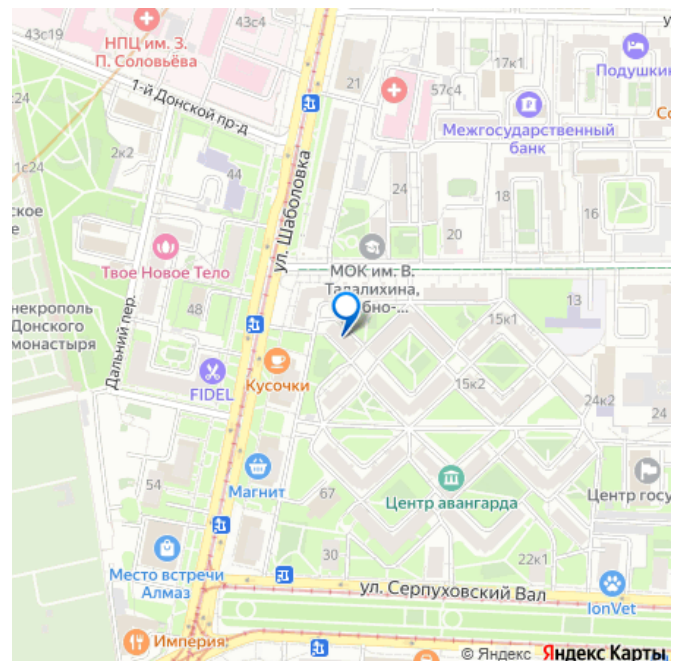 43с19
43с4
НПЦ им. З.
П. Соловьёва
1-й Донской пр-д
21
57с4
17к1
Подушкин
Межгосударственный
банк
1с24
2к2
44
ул. Шаболовка
24
18
16
20
ское
е
Твое Новое Тело
МОК им. В.
Талалихина,
бно-...
13
некрополь
Донского
монастыря
Дальний пер.
48
15к1
FIDEL
Кусочки
15к2
24к2
24
54
Магнит
67
Центр авангарда
Центр госу
30
22к1
Место встречи
Алмаз
ул. Серпуховский Вал
IonVet
Империя
© Яндекс Яндекс Карты